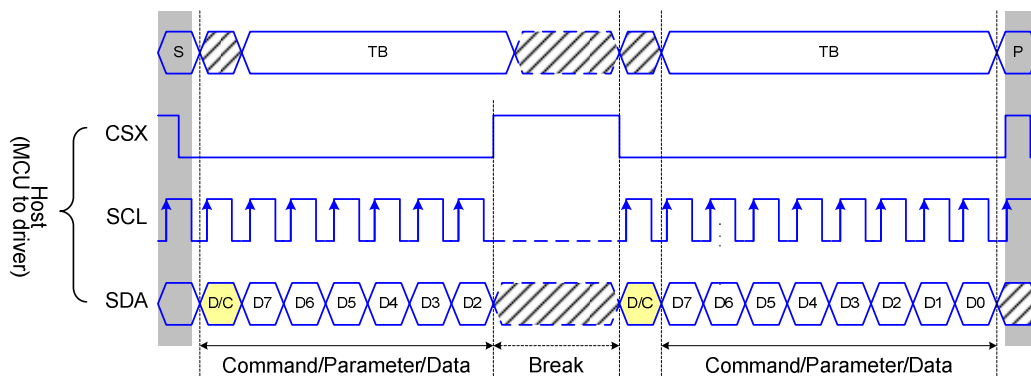 S TB TB P
CSX
SCL
SDA
Host
(MCU to driver)
D/C D7 D6 D5 D4 D3 D2 D/C D7 D6 D5 D4 D3 D2 D1 D0
Command/Parameter/Data Break Command/Parameter/Data